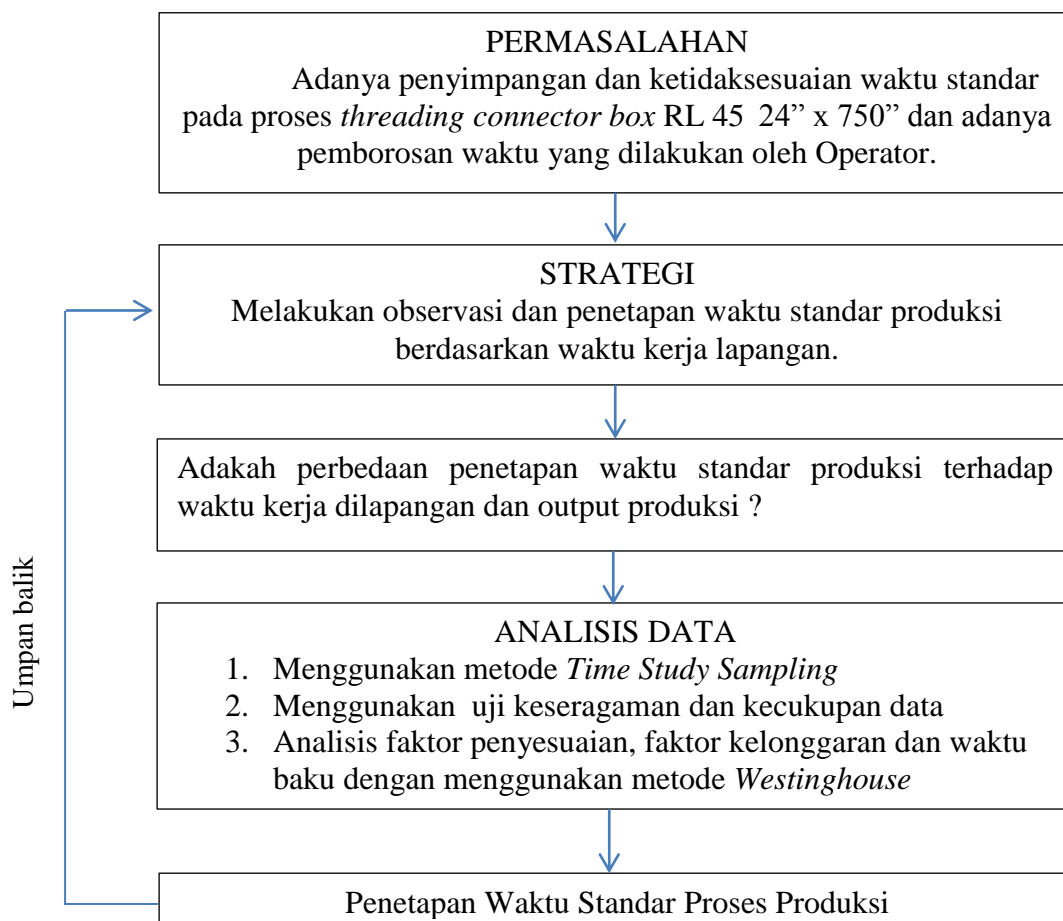 PERMASALAHAN
Adanya penyimpangan dan ketidaksesuaian waktu standar
pada proses threading connector box RL 45 24” x 750” dan adanya
pemborosan waktu yang dilakukan oleh Operator.
STRATEGI
Melakukan observasi dan penetapan waktu standar produksi
berdasarkan waktu kerja lapangan.
Adakah perbedaan penetapan waktu standar produksi terhadap
waktu kerja dilapangan dan output produksi ?
Umpan balik
ANALISIS DATA
1. Menggunakan metode Time Study Sampling
2. Menggunakan uji keseragaman dan kecukupan data
3. Analisis faktor penyesuaian, faktor kelonggaran dan waktu
baku dengan menggunakan metode Westinghouse
Penetapan Waktu Standar Proses Produksi